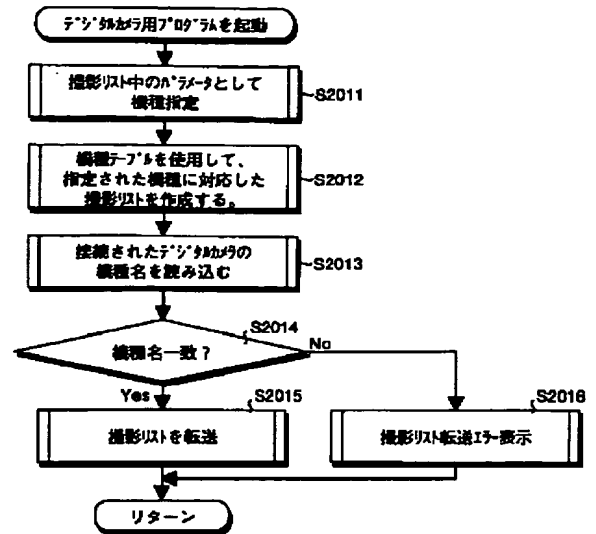 デジタルカメラ用プログラムを起動
撮影リスト中のパラメータとして
機種指定
S2011
機種テーブルを使用して、
指定された機種に対応した
撮影リストを作成する。
S2012
接続されたデジタルカメラの
機種名を読み込む
S2013
機種名一致？
S2014
No
Yes
S2015
撮影リストを転送
S2016
撮影リスト転送エラー表示
リターン